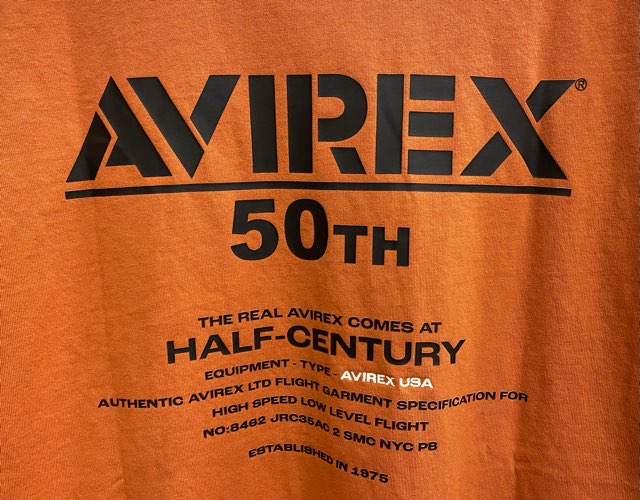 AVIREX®
50TH
THE REAL AVIREX COMES AT
HALF-CENTURY
EQUIPMENT - TYPE - AVIREX USA
AUTHENTIC AVIREX LTD FLIGHT GARMENT SPECIFICATION FOR
HIGH SPEED LOW LEVEL FLIGHT
NO:8462 JRC35AC 2 SMC NYC PB
ESTABLISHED IN 1975